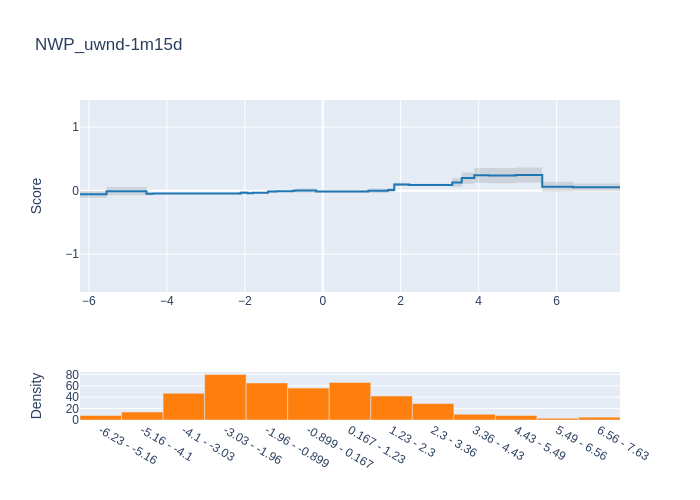 NWP_uwnd-1m15d
Score
1
0
−1
−6
−4
−2
0
2
4
6
Density
80
60
40
20
0
-6.23 - -5.16
-5.16 - -4.1
-4.1 - -3.03
-3.03 - -1.96
-1.96 - -0.899
-0.899 - 0.167
0.167 - 1.23
1.23 - 2.3
2.3 - 3.36
3.36 - 4.43
4.43 - 5.49
5.49 - 6.56
6.56 - 7.63